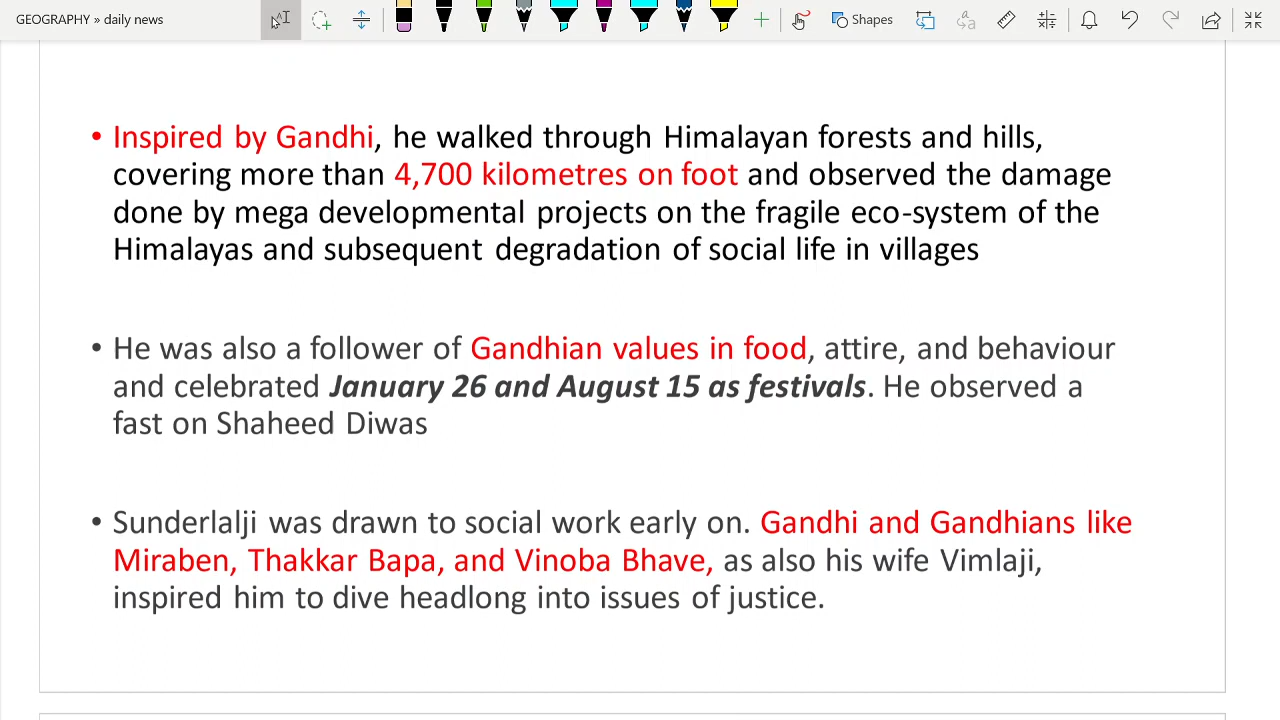 GEOGRAPHY » daily news
Shapes
• Inspired by Gandhi, he walked through Himalayan forests and hills,
covering more than 4,700 kilometres on foot and observed the damage
done by mega developmental projects on the fragile eco-system of the
Himalayas and subsequent degradation of social life in villages
• He was also a follower of Gandhian values in food, attire, and behaviour
and celebrated January 26 and August 15 as festivals. He observed a
fast on Shaheed Diwas
• Sunderlalji was drawn to social work early on. Gandhi and Gandhians like
Miraben, Thakkar Bapa, and Vinoba Bhave, as also his wife Vimlaji,
inspired him to dive headlong into issues of justice.